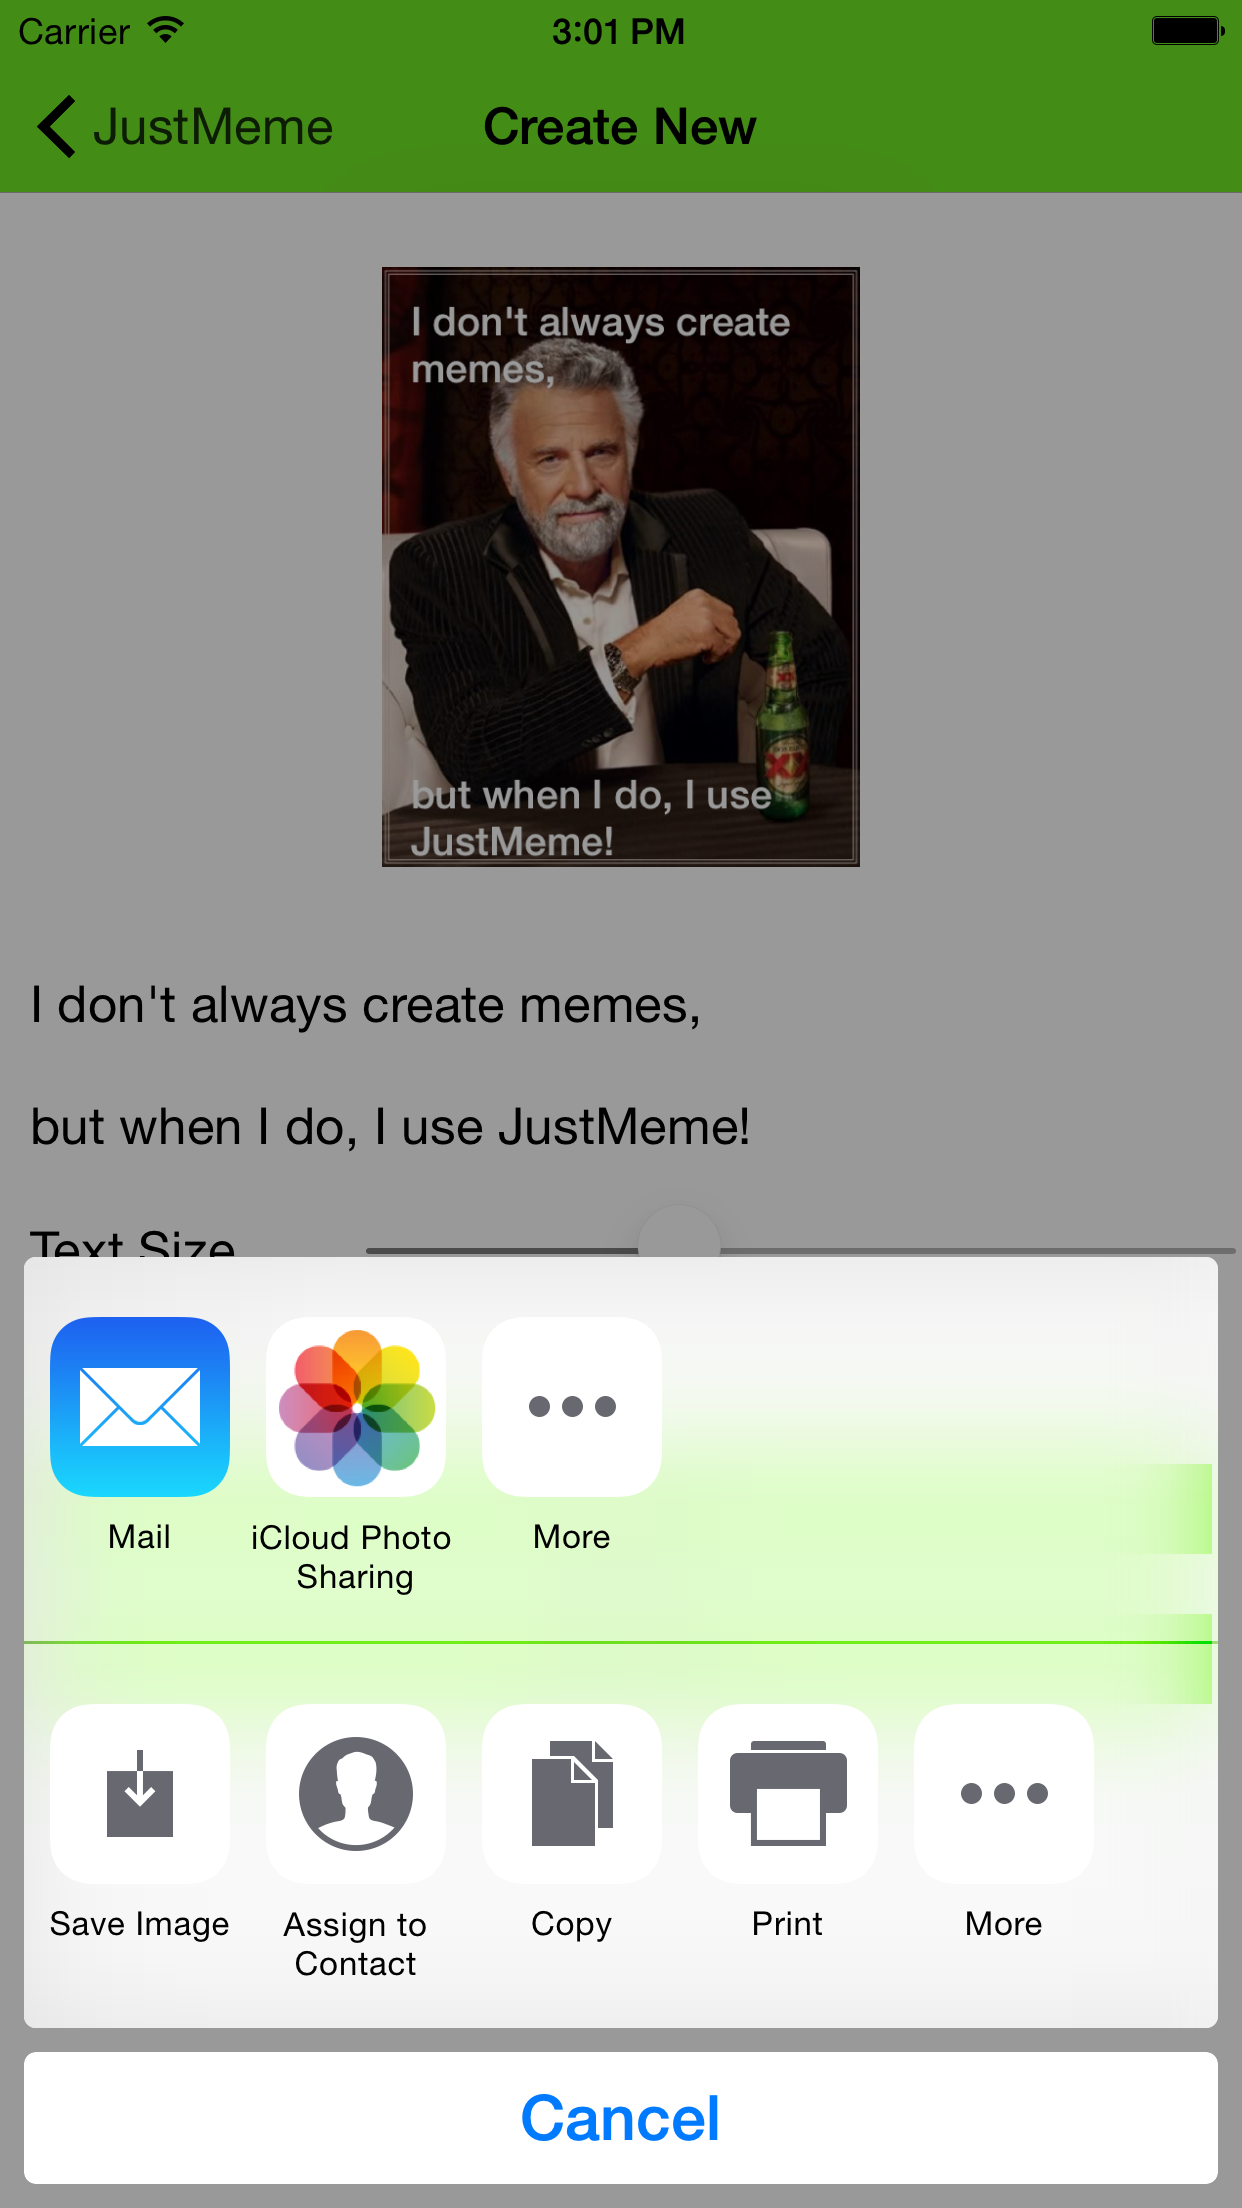 Carrier 3:01 PM
JustMeme Create New
I don't always create
memes,
but when I do, I use
JustMeme!
I don't always create memes,
but when I do, I use JustMeme!
Text Size
Mail
iCloud Photo
Sharing
More
Save Image
Assign to
Contact
Copy
Print
More
Cancel